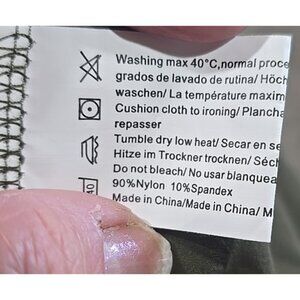 Washing max 40°C,normal proce
grados de lavado de rutina/ Höch
waschen/ La température maxim
Cushion cloth to ironing/ Plancha
repasser
Tumble dry low heat/ Secar en se
Hitze im Trockner trocknen/ Séch
Do not bleach/ No usar blanquea
90%Nylon 10%Spandex
Made in China/Made in China/ M